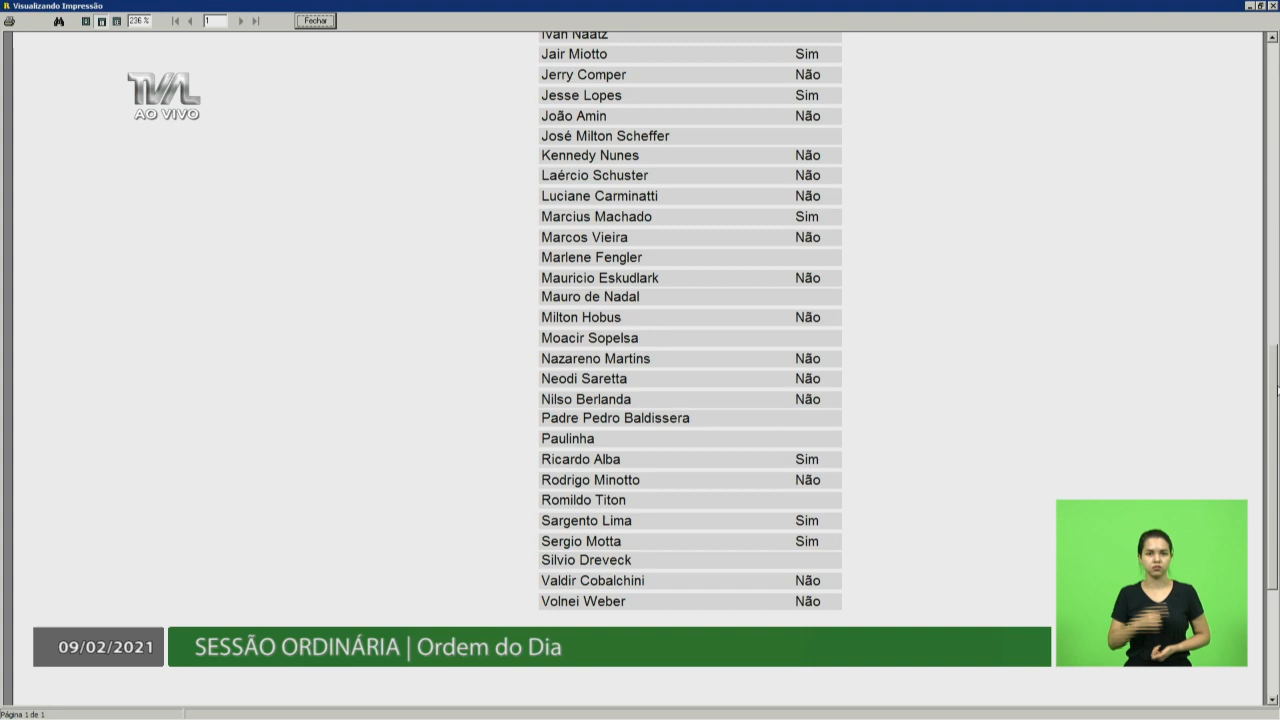 Visualizando Impressão
236 %
1
Fechar
Ivan Naatz
Jair Miotto Sim
Jerry Comper Não
Jesse Lopes Sim
João Amin Não
José Milton Scheffer
Kennedy Nunes Não
Laércio Schuster Não
Luciane Carminatti Não
Marcius Machado Sim
Marcos Vieira Não
Marlene Fengler
Mauricio Eskudlark Não
Mauro de Nadal
Milton Hobus Não
Moacir Sopelsa
Nazareno Martins Não
Neodi Saretta Não
Nilso Berlanda Não
Padre Pedro Baldissera
Paulinha
Ricardo Alba Sim
Rodrigo Minotto Não
Romildo Titon
Sargento Lima Sim
Sergio Motta Sim
Silvio Dreveck
Valdir Cobalchini Não
Volnei Weber Não
TVAL
AO VIVO
09/02/2021
SESSÃO ORDINÁRIA | Ordem do Dia
Página 1 de 1